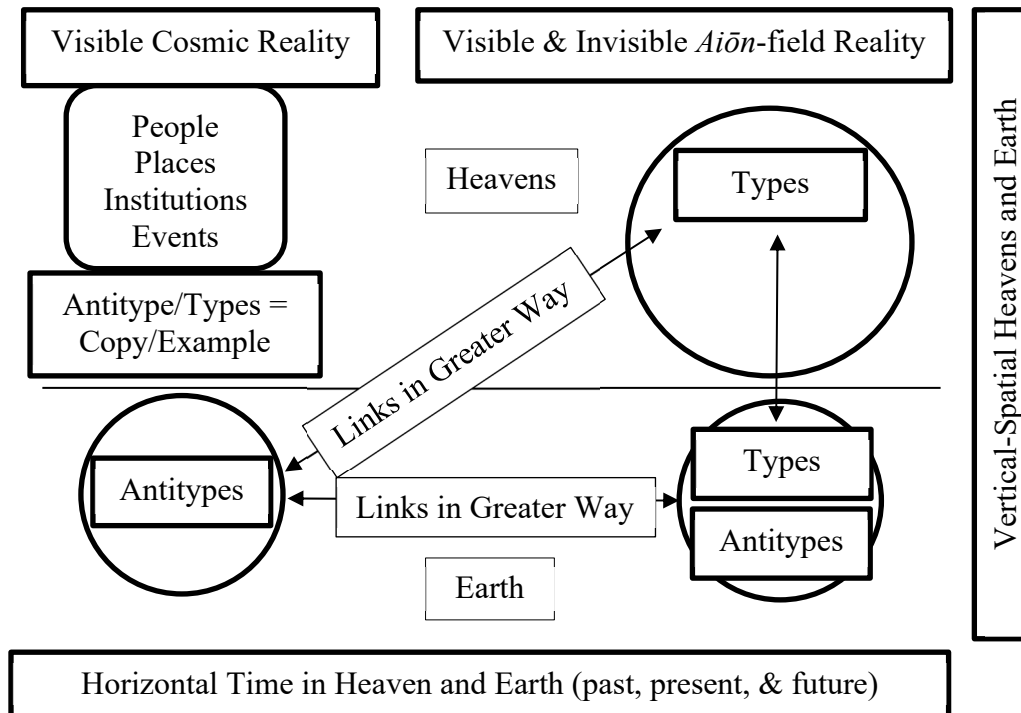 Visible Cosmic Reality
Visible & Invisible Aiōn-field Reality
People
Places
Institutions
Events
Antitype/Types =
Copy/Example
Heavens
Types
Links in Greater Way
Antitypes
Links in Greater Way
Types
Antitypes
Earth
Vertical-Spatial Heavens and Earth
Horizontal Time in Heaven and Earth (past, present, & future)